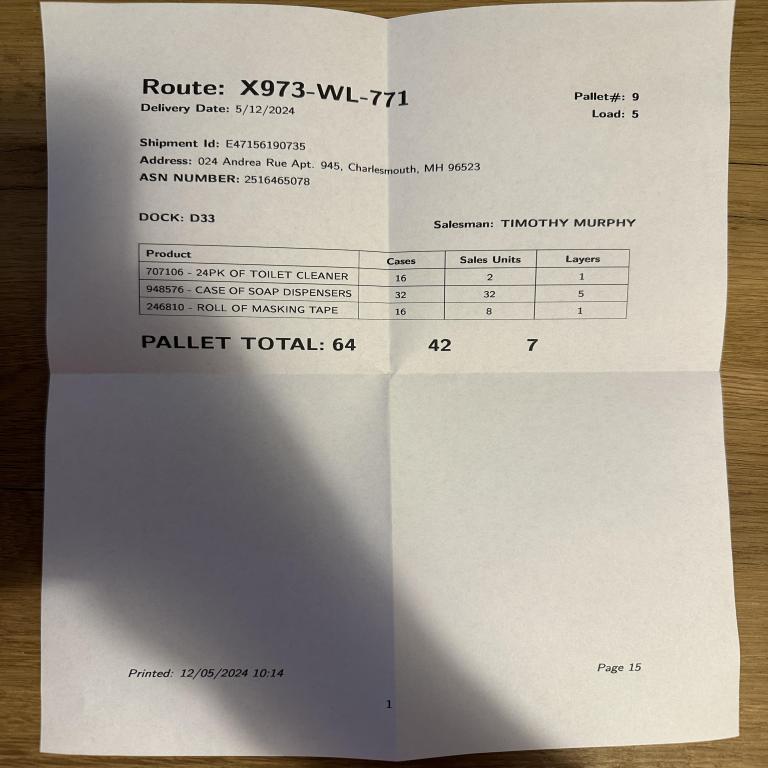 Route: X973-WL-771
Delivery Date: 5/12/2024
Pallet#: 9
Load: 5
Shipment Id: E47156190735
Address: 024 Andrea Rue Apt. 945, Charlesmouth, MH 96523
ASN NUMBER: 2516465078
DOCK: D33
Salesman: TIMOTHY MURPHY
Product Cases Sales Units Layers
707106 - 24PK OF TOILET CLEANER 16 2 1
948576 - CASE OF SOAP DISPENSERS 32 32 5
246810 - ROLL OF MASKING TAPE 16 8 1
PALLET TOTAL: 64 42 7
Printed: 12/05/2024 10:14
Page 15
1